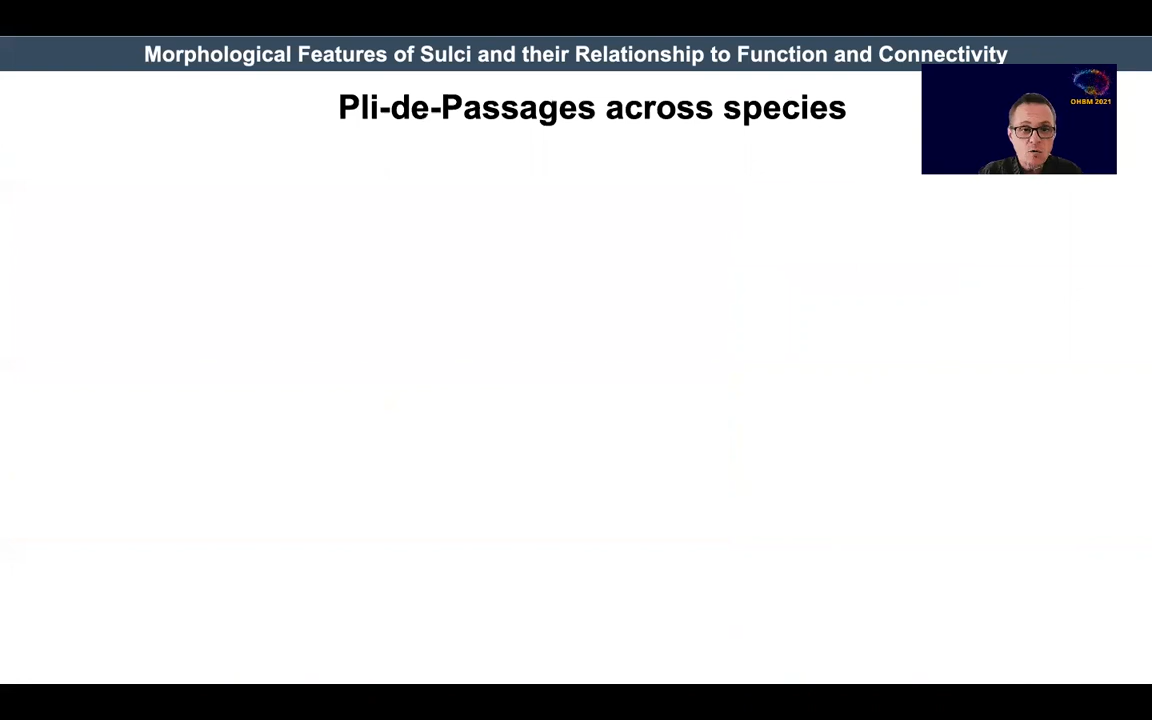 Morphological Features of Sulci and their Relationship to Function and Connectivity
Pli-de-Passages across species
OHBM 2021